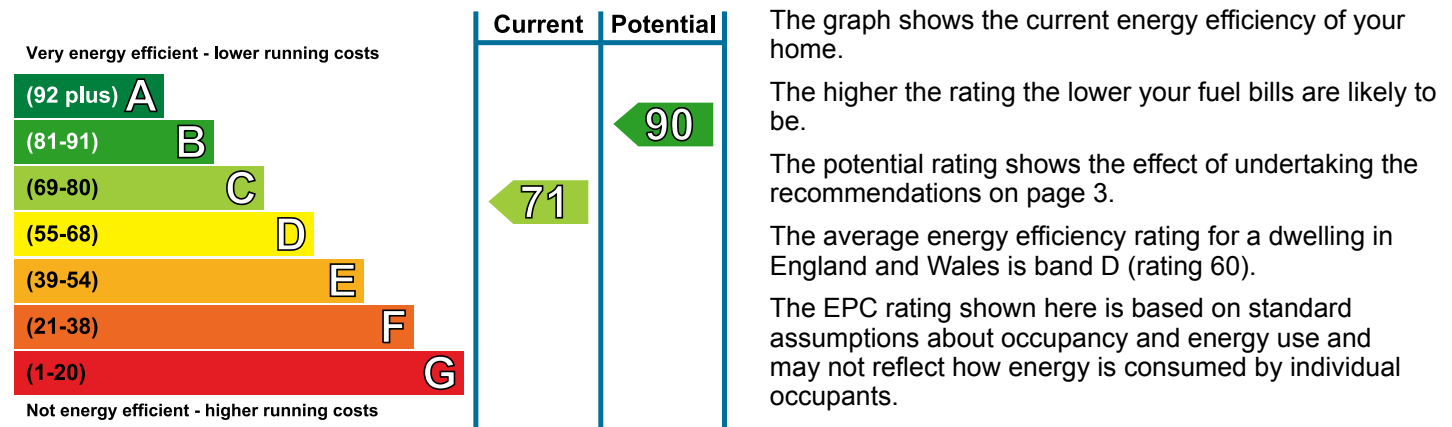 Current Potential
Very energy efficient - lower running costs
(92 plus) A
(81-91) B
90
(69-80) C
71
(55-68) D
(39-54) E
(21-38) F
(1-20) G
Not energy efficient - higher running costs
The graph shows the current energy efficiency of your
home.
The higher the rating the lower your fuel bills are likely to
be.
The potential rating shows the effect of undertaking the
recommendations on page 3.
The average energy efficiency rating for a dwelling in
England and Wales is band D (rating 60).
The EPC rating shown here is based on standard
assumptions about occupancy and energy use and
may not reflect how energy is consumed by individual
occupants.